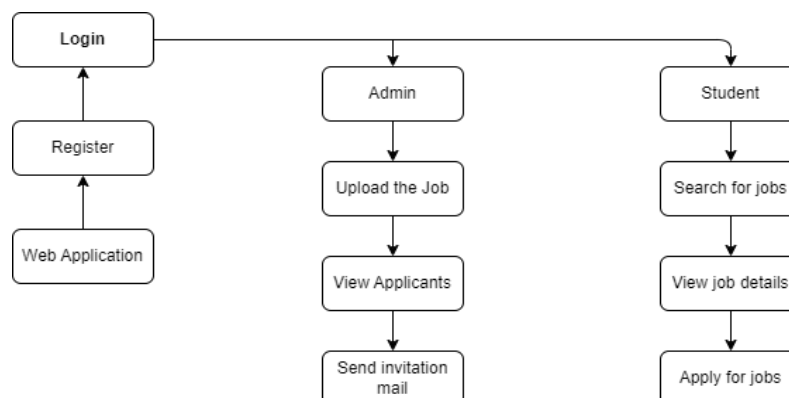 Login
Admin
Student
Register
Upload the Job
Search for jobs
Web Application
View Applicants
View job details
Send invitation
mail
Apply for jobs